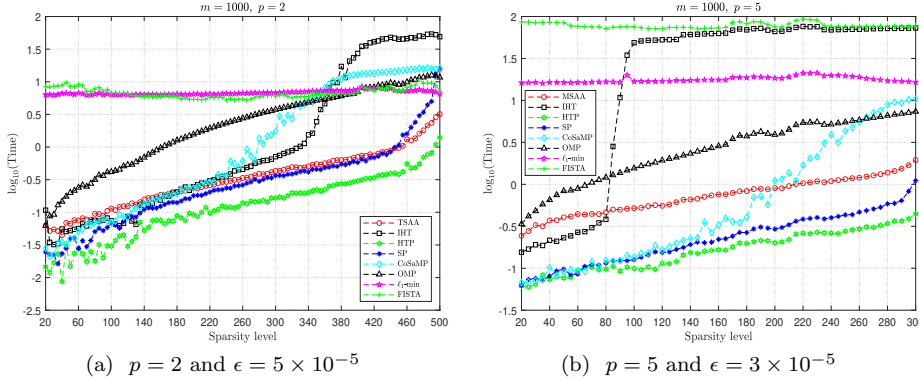 m = 1000, p = 2
log₁₀(Time)
2
1.5
1
0.5
0
-0.5
-1
-1.5
-2
-2.5
TSAA
IHT
HTP
SP
CoSaMP
OMP
ℓ₁-min
FISTA
20 60 100 140 180 220 260 300 340 380 420 460 500
Sparsity level
(a) p = 2 and ϵ = 5 × 10⁻⁵
m = 1000, p = 5
log₁₀(Time)
2
1.5
1
0.5
0
-0.5
-1
-1.5
MSAA
IHT
HTP
SP
CoSaMP
OMP
ℓ₁-min
FISTA
20 40 60 80 100 120 140 160 180 200 220 240 260 280 300
Sparsity level
(b) p = 5 and ϵ = 3 × 10⁻⁵